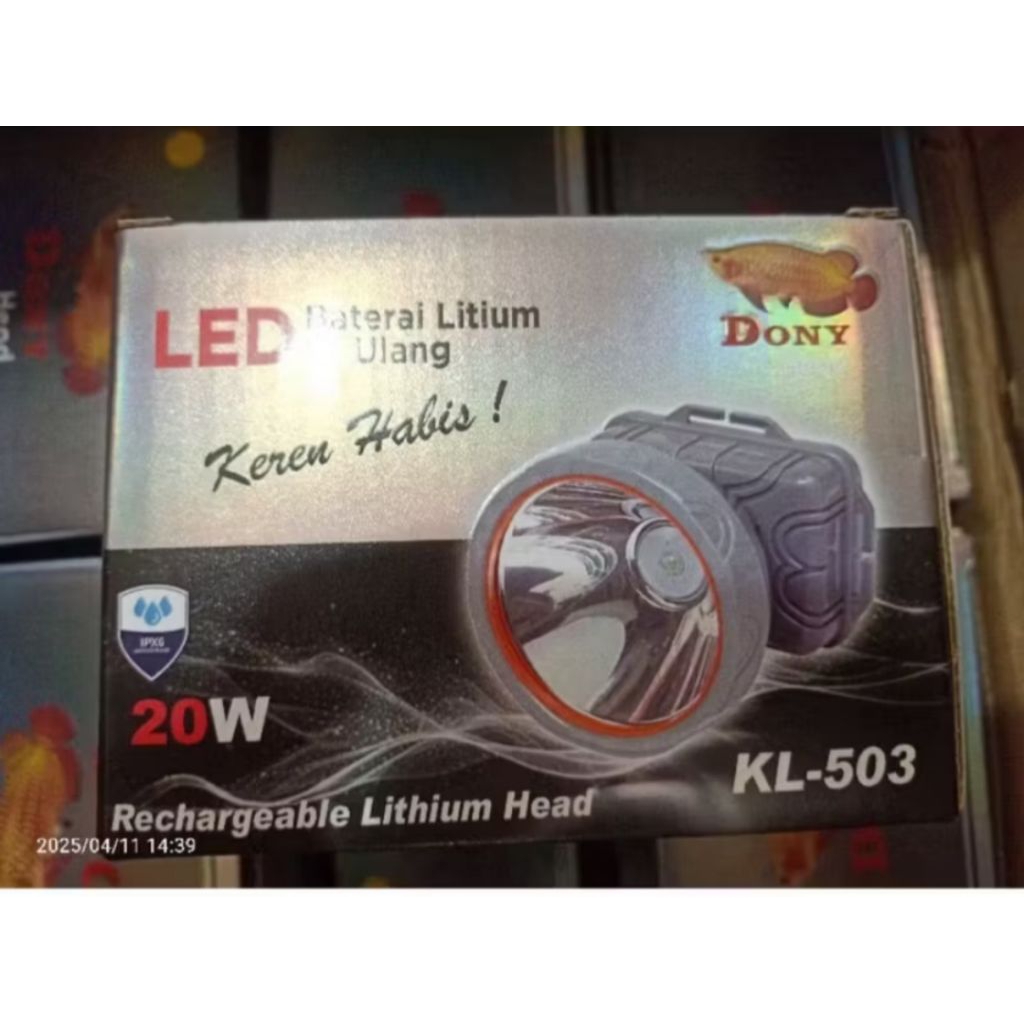 DONY
LED Baterai Litium
Ulang
Keren Habis !
IPX6
20W
KL-503
Rechargeable Lithium Head
2025/04/11 14:39